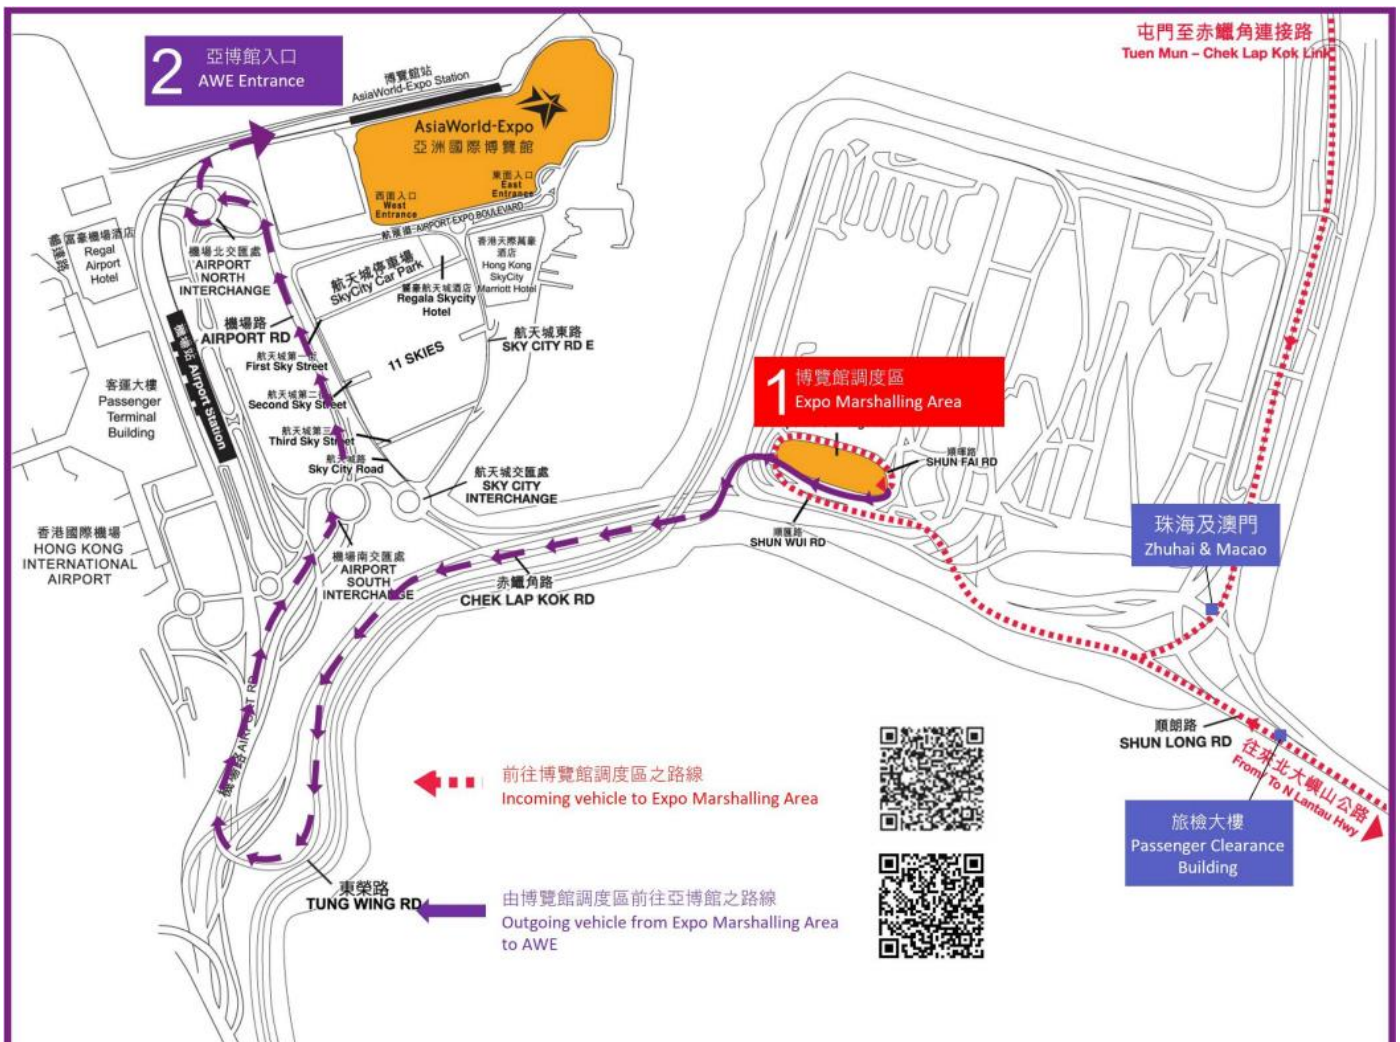 屯門至赤鱲角連接路
Tuen Mun – Chek Lap Kok Link
2
亞博館入口
AWE Entrance
博覽館站
AsiaWorld-Expo Station
AsiaWorld-Expo
亞洲國際博覽館
東面入口
East
Entrance
西面入口
West
Entrance
航展道 AIRPORT EXPO BOULEVARD
暢達路
富豪機場酒店
Regal
Airport
Hotel
機場北交匯處
AIRPORT
NORTH
INTERCHANGE
航天城停車場
SkyCity Car Park
香港天際萬豪
酒店
Hong Kong
SkyCity
Marriott Hotel
麗豪航天城酒店
Regala Skycity
Hotel
機場路
AIRPORT RD
航天城東路
SKY CITY RD E
機場站 Airport Station
航天城第一街
First Sky Street
11 SKIES
客運大樓
Passenger
Terminal
Building
航天城第二街
Second Sky Street
航天城第三
Third Sky Street
航天城路
Sky City Road
航天城交匯處
SKY CITY
INTERCHANGE
1
博覽館調度區
Expo Marshalling Area
順暉路
SHUN FAI RD
順匯路
SHUN WUI RD
珠海及澳門
Zhuhai & Macao
香港國際機場
HONG KONG
INTERNATIONAL
AIRPORT
機場南交匯處
AIRPORT
SOUTH
INTERCHANGE
赤鱲角路
CHEK LAP KOK RD
機場路 AIRPORT RD
順朗路
SHUN LONG RD
往來北大嶼山公路
From/ To N Lantau Hwy
前往博覽館調度區之路線
Incoming vehicle to Expo Marshalling Area
旅檢大樓
Passenger Clearance
Building
東榮路
TUNG WING RD
由博覽館調度區前往亞博館之路線
Outgoing vehicle from Expo Marshalling Area
to AWE